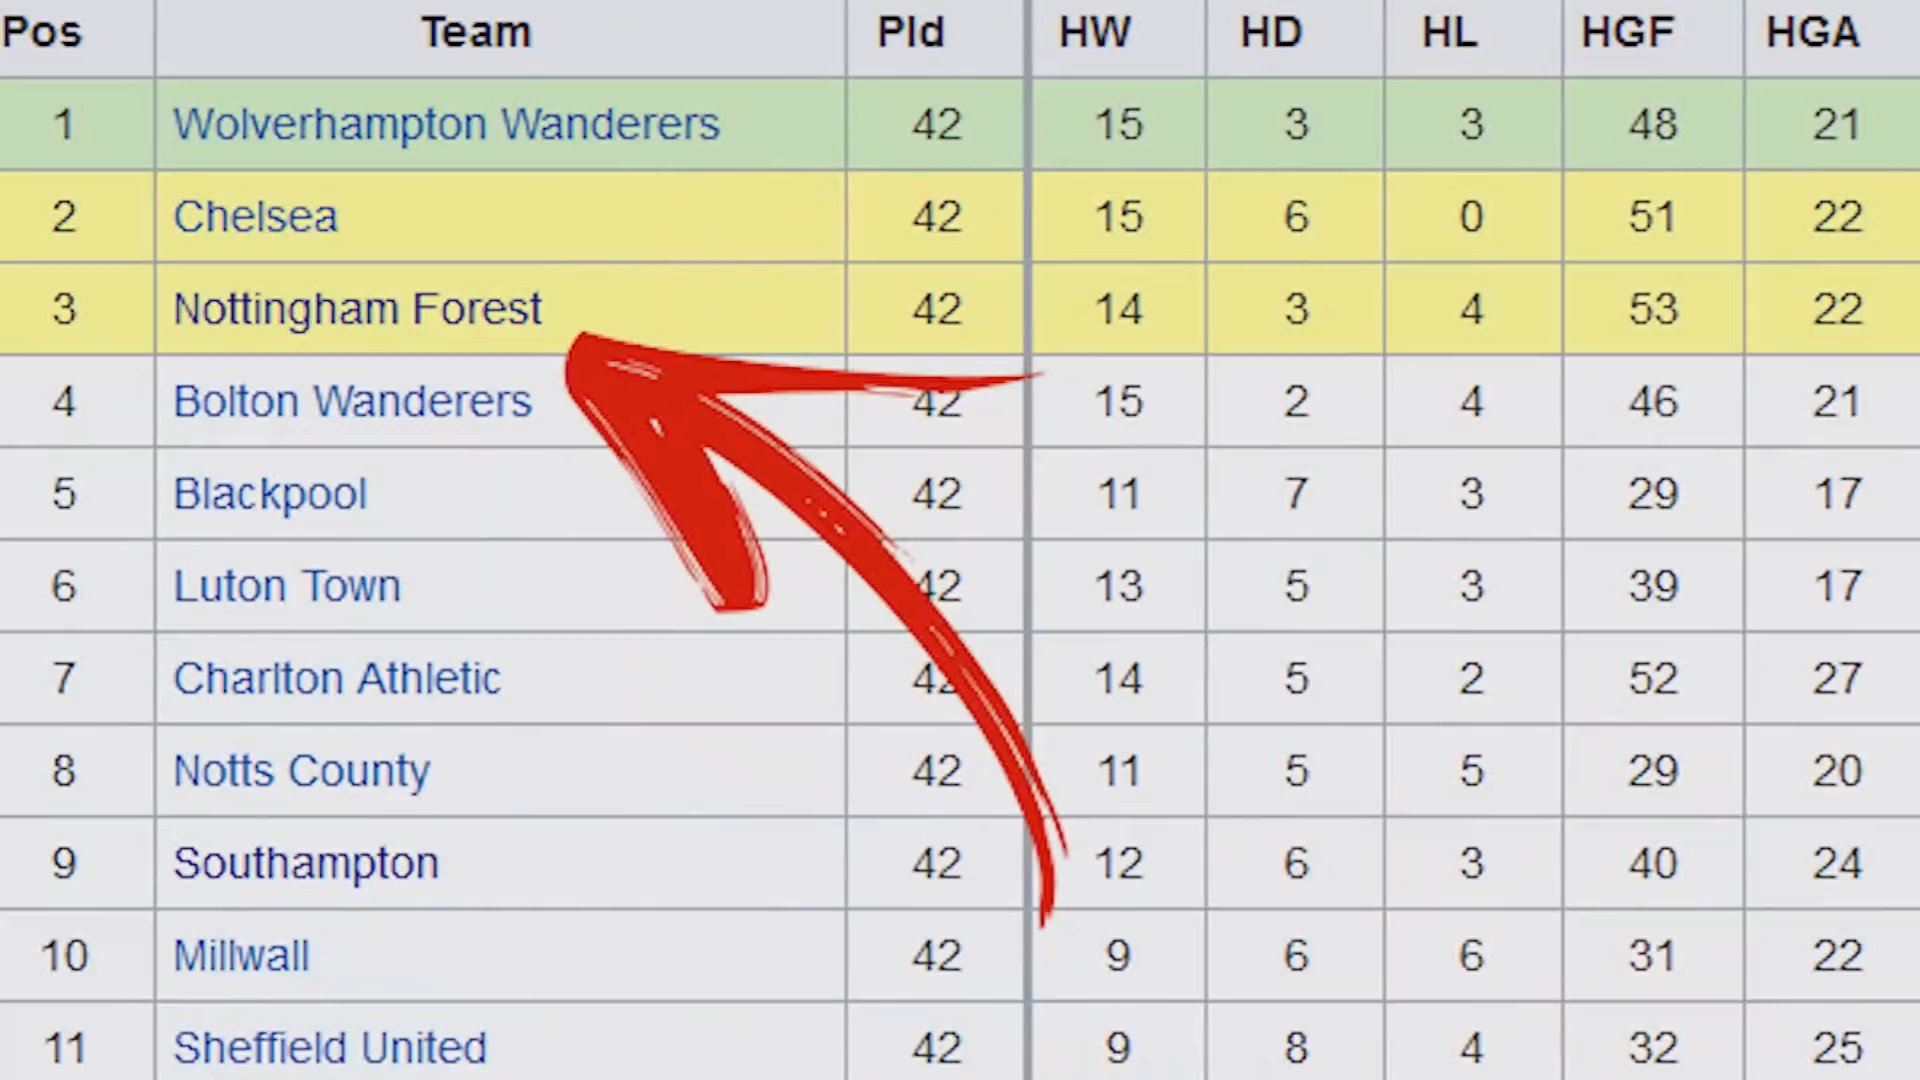 Pos Team Pld HW HD HL HGF HGA
1 Wolverhampton Wanderers 42 15 3 3 48 21
2 Chelsea 42 15 6 0 51 22
3 Nottingham Forest 42 14 3 4 53 22
4 Bolton Wanderers 42 15 2 4 46 21
5 Blackpool 42 11 7 3 29 17
6 Luton Town 42 13 5 3 39 17
7 Charlton Athletic 42 14 5 2 52 27
8 Notts County 42 11 5 5 29 20
9 Southampton 42 12 6 3 40 24
10 Millwall 42 9 6 6 31 22
11 Sheffield United 42 9 8 4 32 25